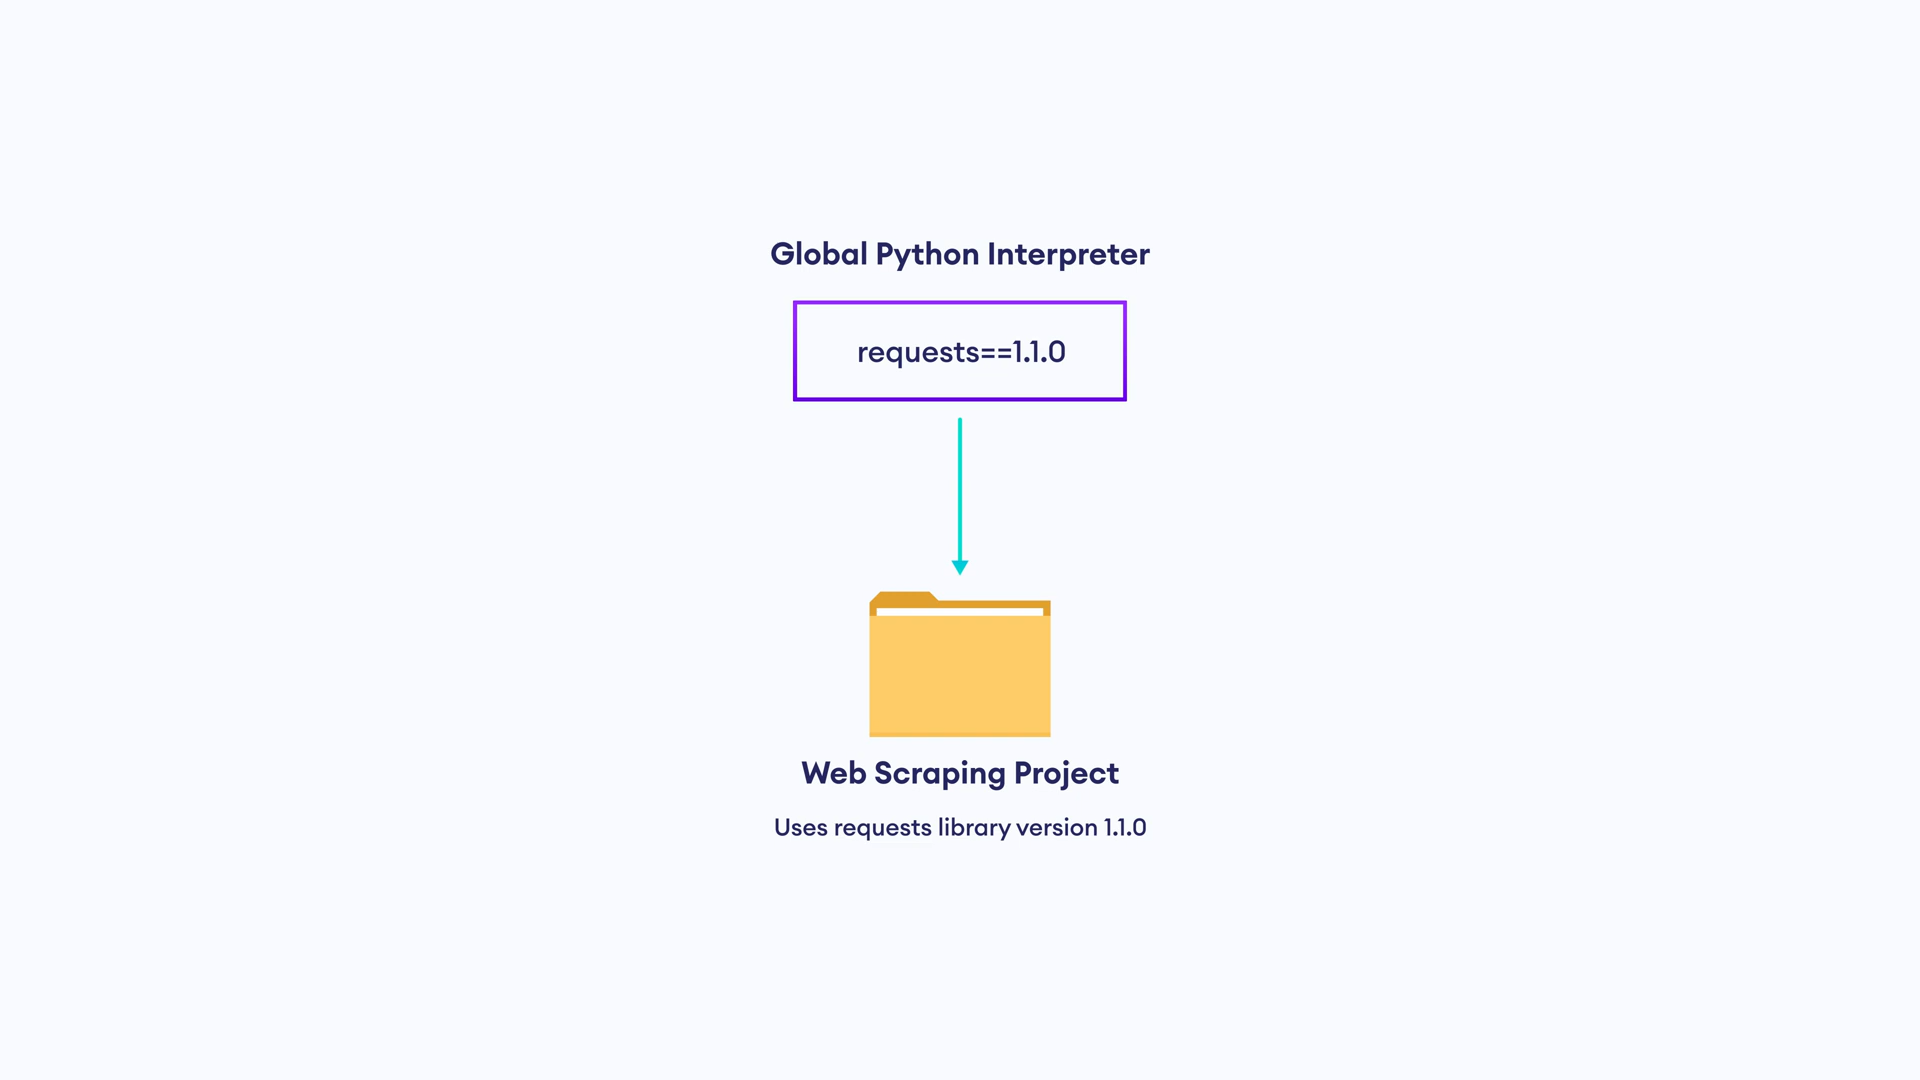 Global Python Interpreter
requests==1.1.0
Web Scraping Project
Uses requests library version 1.1.0